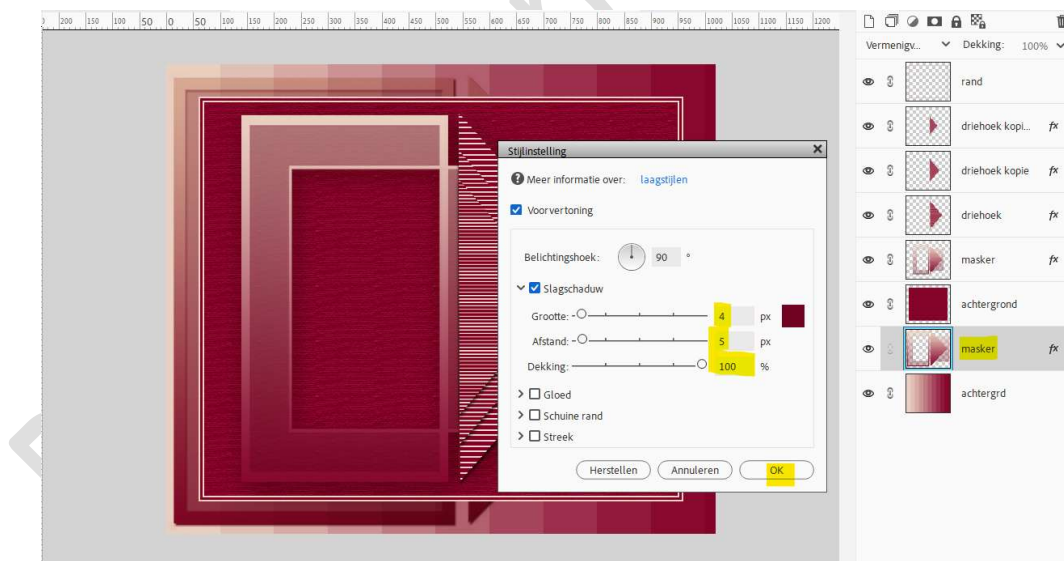 200 150 100 50 0 50 100 150 200 250 300 350 400 450 500 550 600 650 700 750 800 850 900 950 1000 1050 1100 1150 1200
Vermenigv... Dekking: 100%
rand
driehoek kopi... fx
driehoek kopie fx
driehoek fx
masker fx
achtergrond
masker fx
achtergrd
Stijlinstelling
Meer informatie over: laagstijlen
Voorvertoning
Belichtingshoek: 90 °
Slagschaduw
Grootte: 4 px
Afstand: 5 px
Dekking: 100 %
Gloed
Schuine rand
Streek
Herstellen Annuleren OK